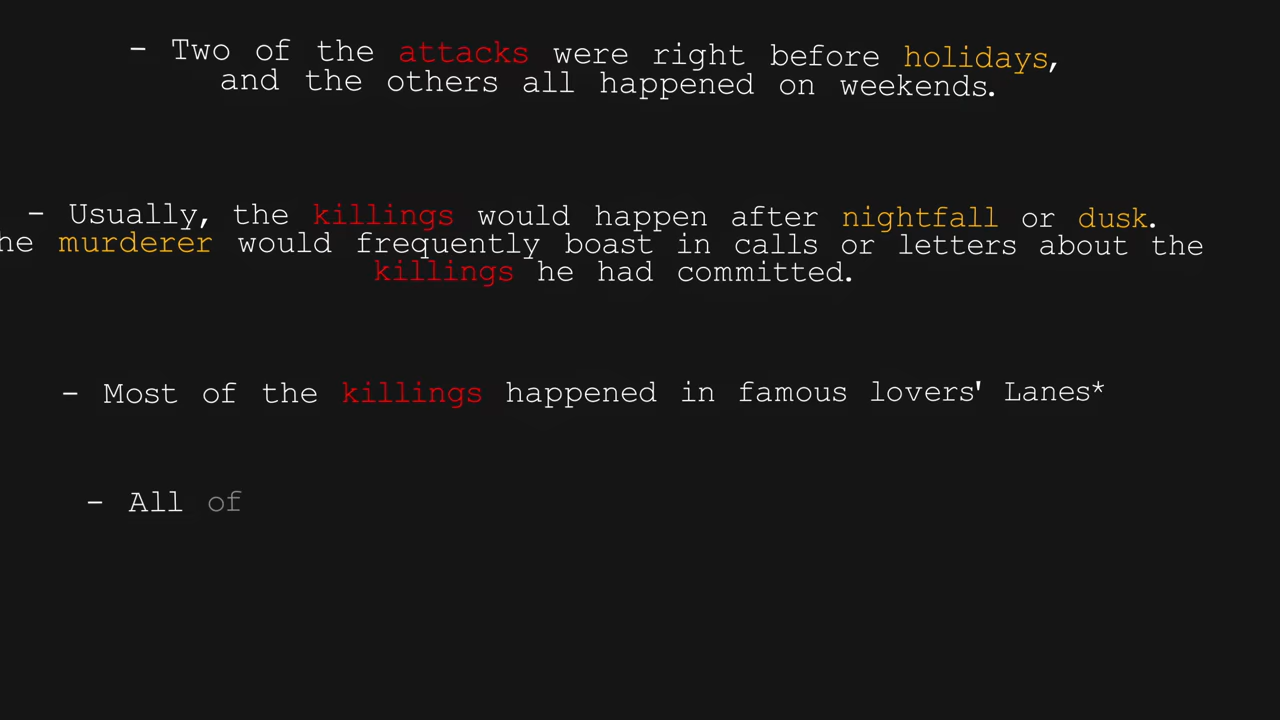 - Two of the attacks were right before holidays,
and the others all happened on weekends.
- Usually, the killings would happen after nightfall or dusk.
he murderer would frequently boast in calls or letters about the
killings he had committed.
- Most of the killings happened in famous lovers' Lanes*
- All of